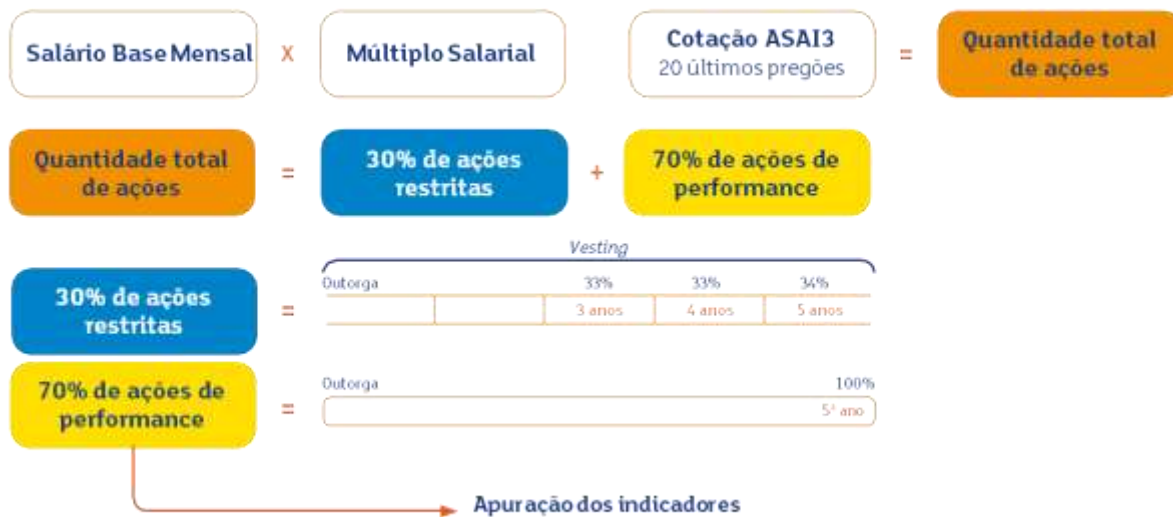 Salário Base Mensal x Múltiplo Salarial Cotação ASAI3 = Quantidade total
20 últimos pregões de ações
Quantidade total = 30% de ações + 70% de ações de
de ações restritas performance
Vesting
Outorga 33% 33% 34%
30% de ações
restritas = 3 anos 4 anos 5 anos
70% de ações de
performance = Outorga 100%
5º ano
Apuração dos indicadores